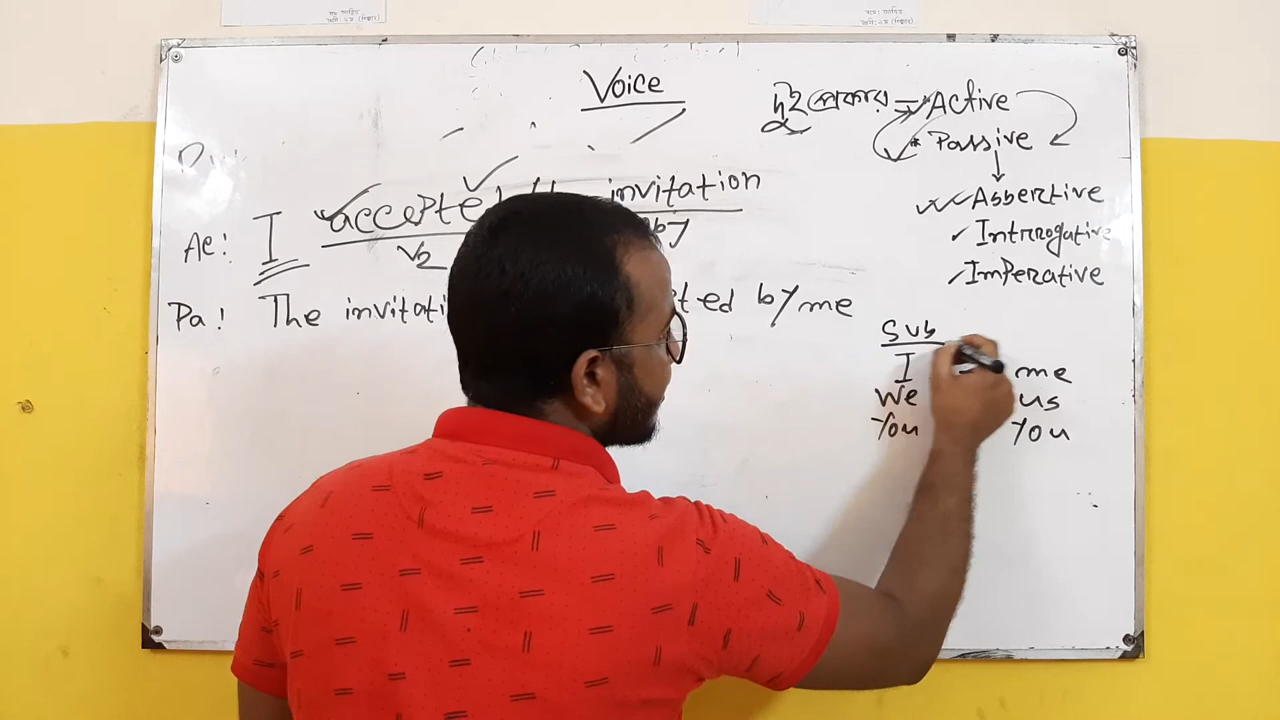 Voice
দুই প্রকার = * Active
* Passive
Assertive
Intrrogative
Imperative
Ac: I accepte invitation
V2 by
Pa: The invitati ted by me
Sub
I me
We us
You You